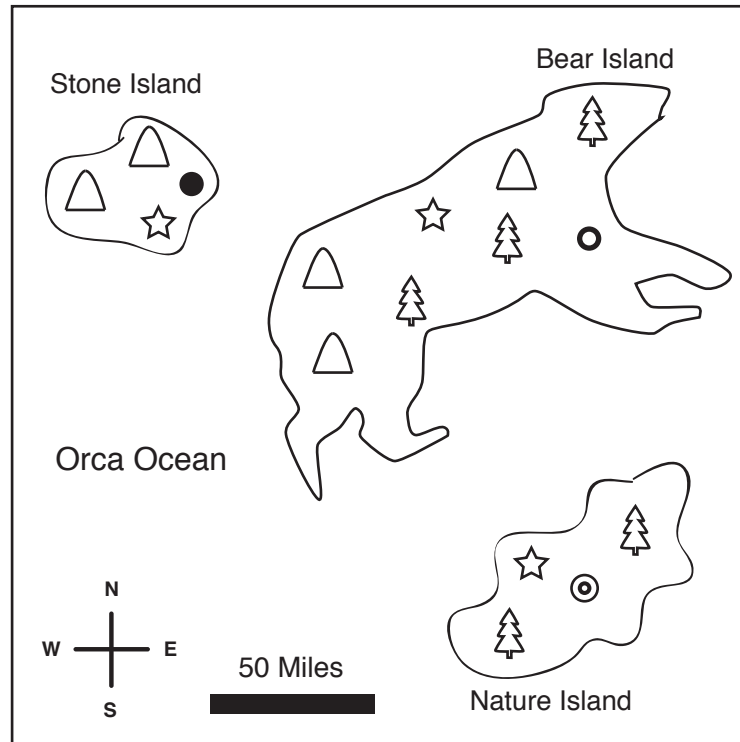 Bear Island
Stone Island
Orca Ocean
N
W E
S
50 Miles
Nature Island